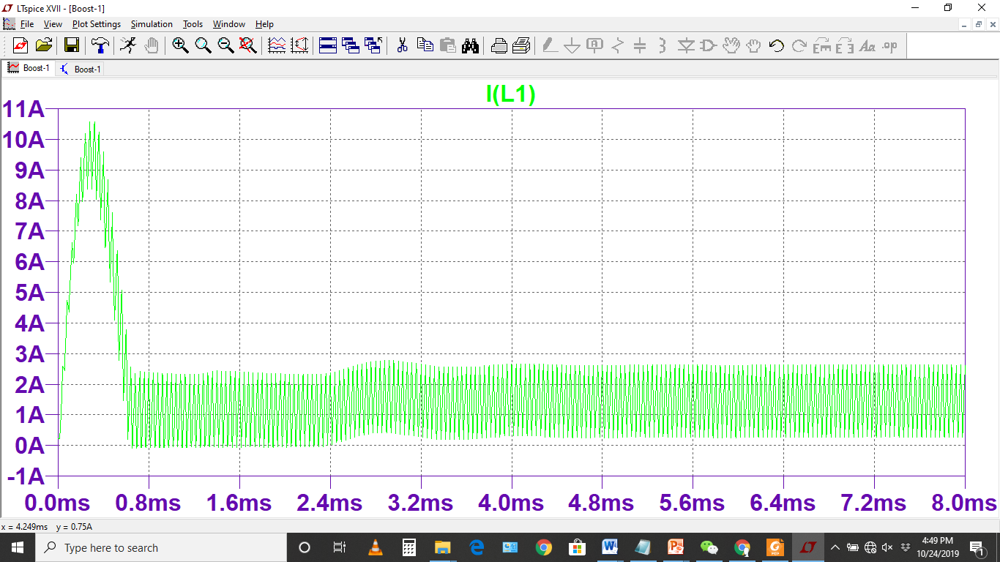 LTspice XVII - [Boost-1]
File View Plot Settings Simulation Tools Window Help
Boost-1 Boost-1
I(L1)
11A
10A
9A
8A
7A
6A
5A
4A
3A
2A
1A
0A
-1A
0.0ms 0.8ms 1.6ms 2.4ms 3.2ms 4.0ms 4.8ms 5.6ms 6.4ms 7.2ms 8.0ms
x = 4.249ms y = 0.75A
Type here to search
4:49 PM
10/24/2019